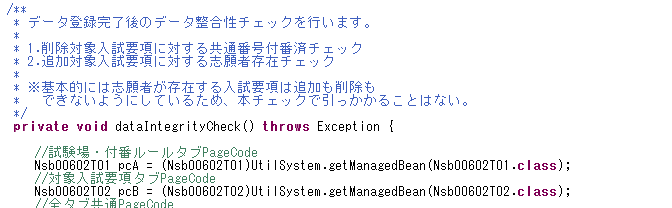 /**
* データ登録完了後のデータ整合性チェックを行います。
*
* 1.削除対象入試要項に対する共通番号付番済チェック
* 2.追加対象入試要項に対する志願者存在チェック
*
* ※基本的には志願者が存在する入試要項は追加も削除も
* できないようにしているため、本チェックで引っかかることはない。
*/
private void dataIntegrityCheck() throws Exception {
//試験場・付番ルールタブPageCode
Nsb00602T01 pcA = (Nsb00602T01)UtilSystem.getManagedBean(Nsb00602T01.class);
//対象入試要項タブPageCode
Nsb00602T02 pcB = (Nsb00602T02)UtilSystem.getManagedBean(Nsb00602T02.class);
//全タブ共通PageCode